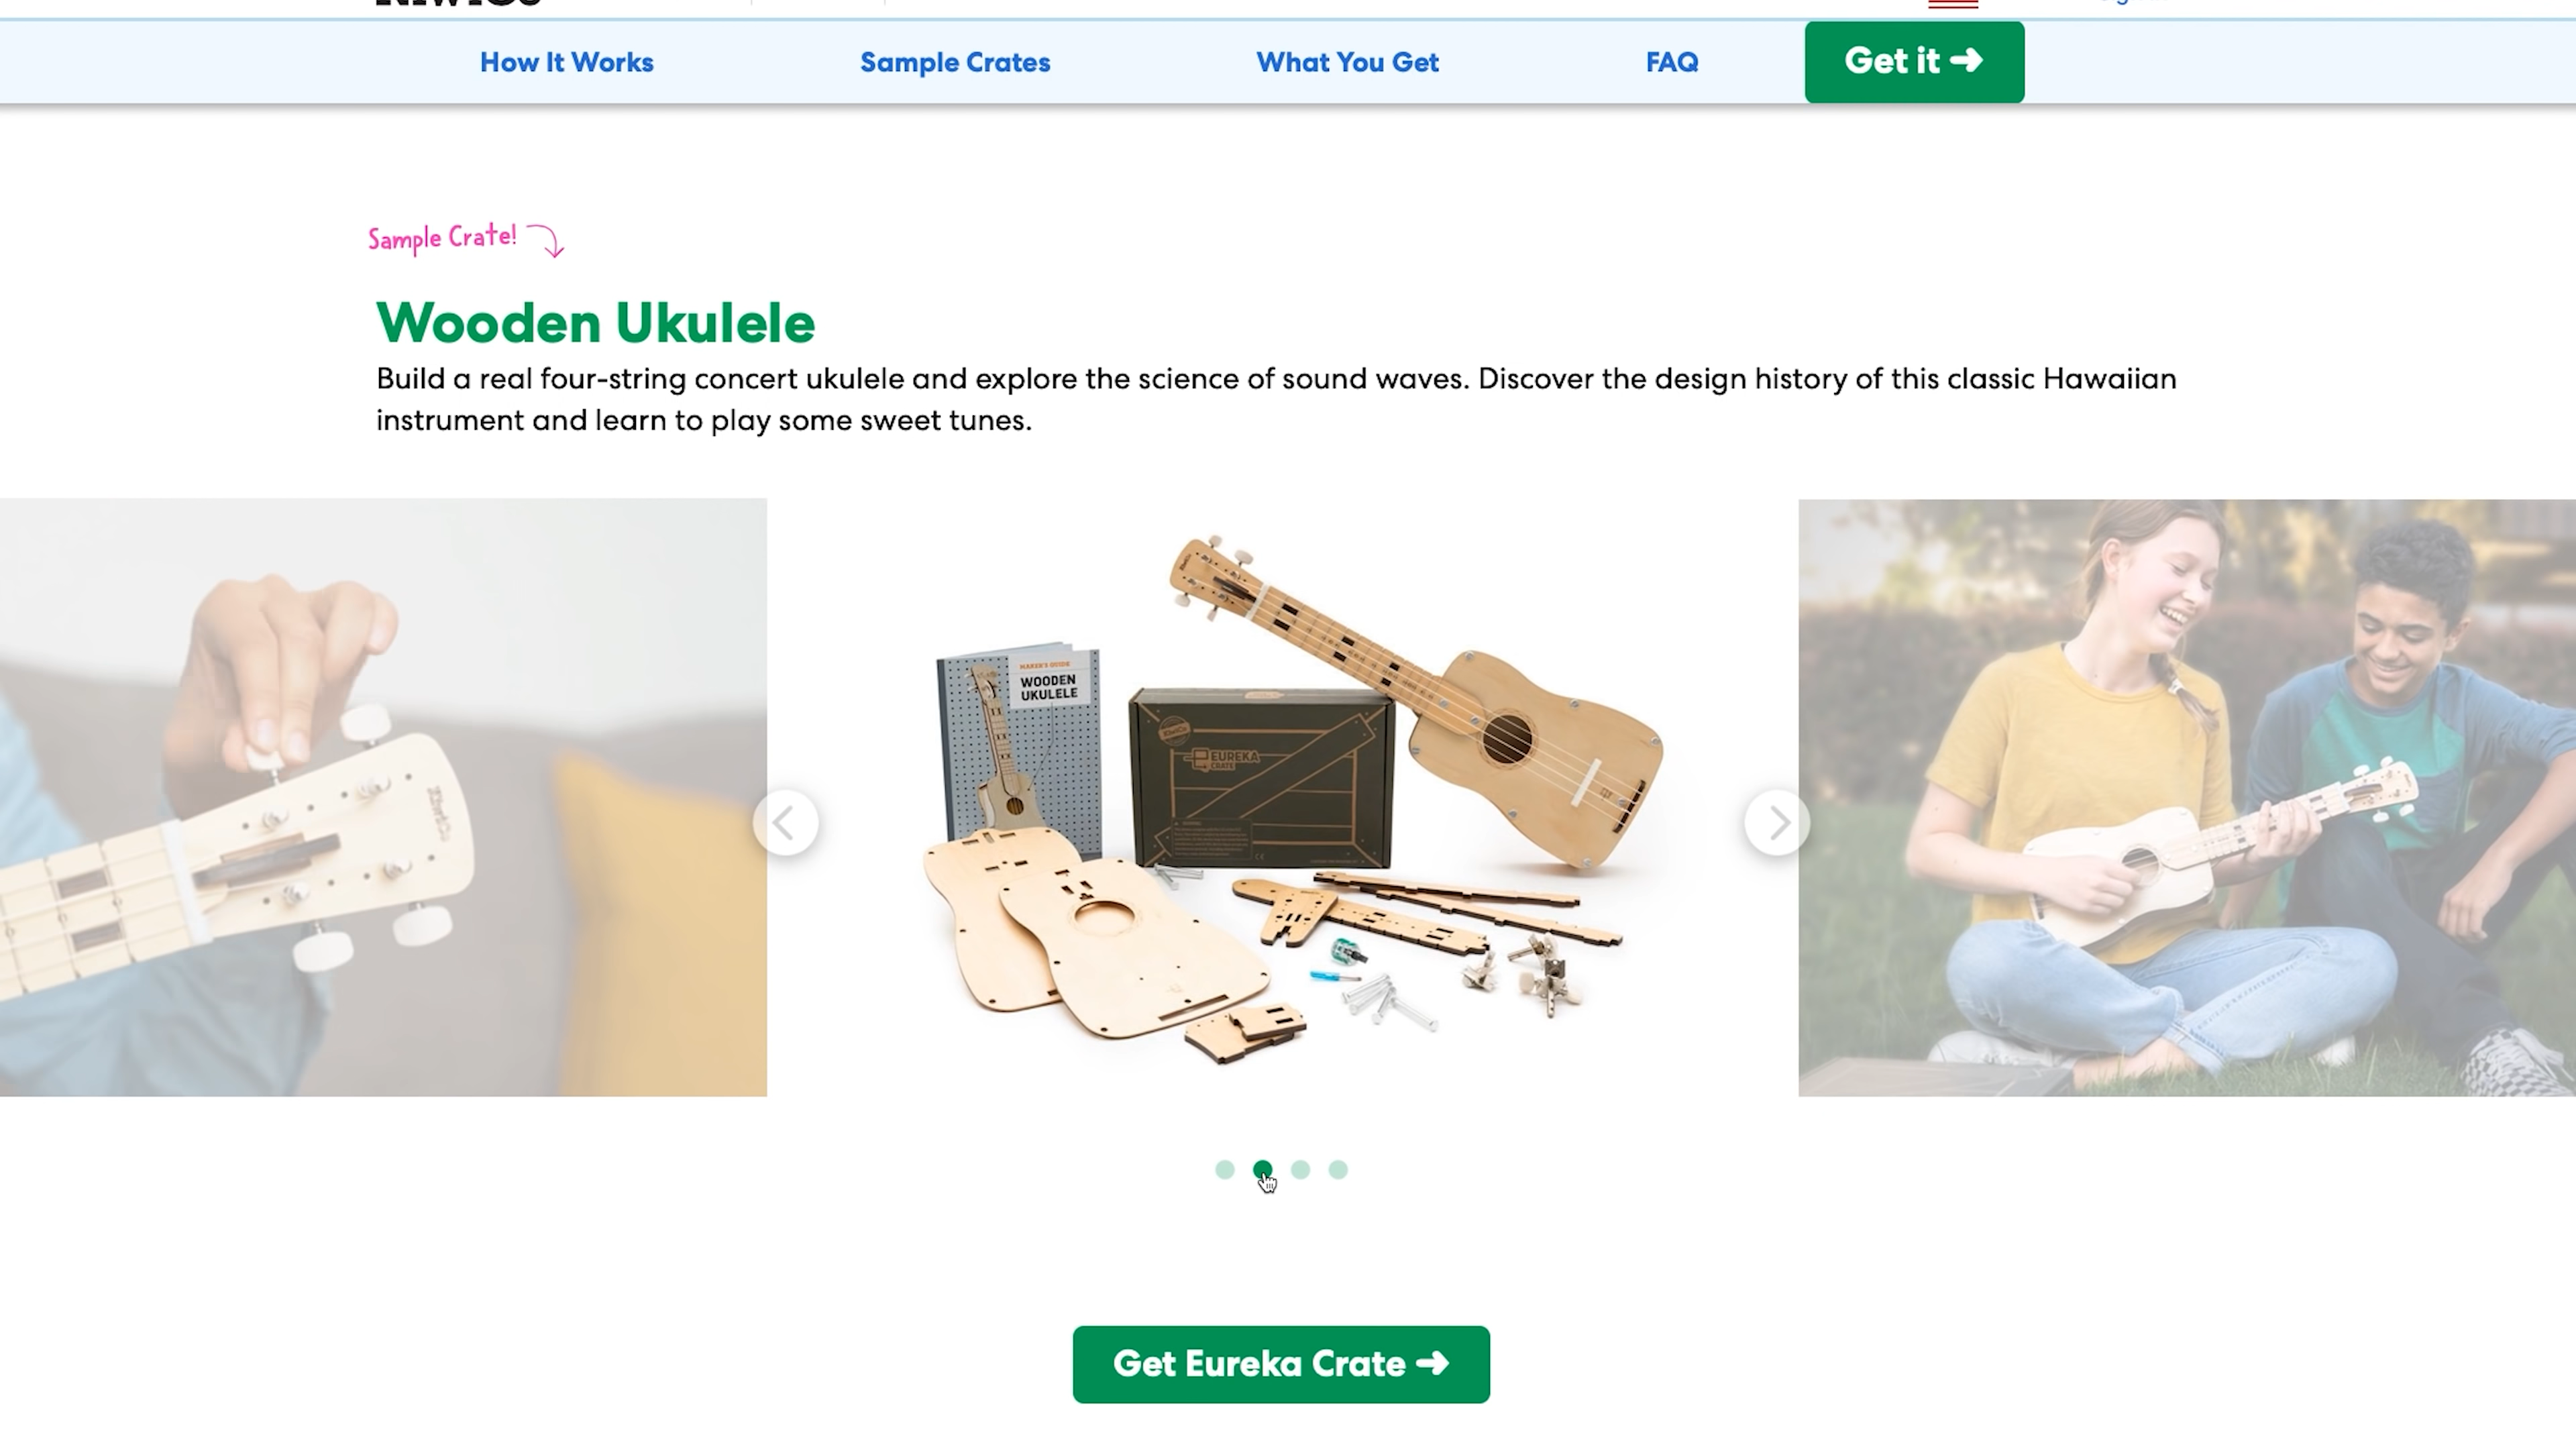 How It Works
Sample Crates
What You Get
FAQ
Get it ➜
Sample Crate!
Wooden Ukulele
Build a real four-string concert ukulele and explore the science of sound waves. Discover the design history of this classic Hawaiian
instrument and learn to play some sweet tunes.
MAKER'S GUIDE
WOODEN
UKULELE
EUREKA
CRATE
Get Eureka Crate ➜